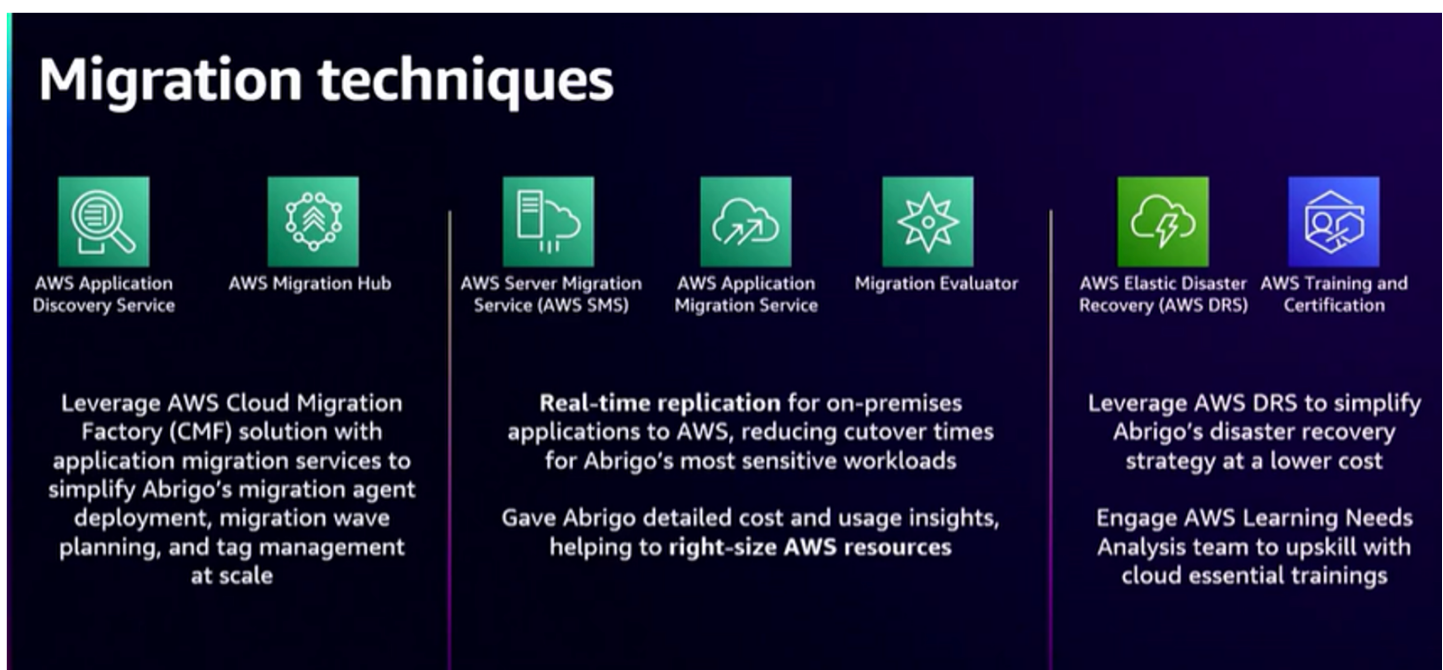 Migration techniques
AWS Application
Discovery Service
AWS Migration Hub
AWS Server Migration
Service (AWS SMS)
AWS Application
Migration Service
Migration Evaluator
AWS Elastic Disaster
Recovery (AWS DRS)
AWS Training and
Certification
Leverage AWS Cloud Migration
Factory (CMF) solution with
application migration services to
simplify Abrigo's migration agent
deployment, migration wave
planning, and tag management
at scale
Real-time replication for on-premises
applications to AWS, reducing cutover times
for Abrigo's most sensitive workloads
Gave Abrigo detailed cost and usage insights,
helping to right-size AWS resources
Leverage AWS DRS to simplify
Abrigo's disaster recovery
strategy at a lower cost
Engage AWS Learning Needs
Analysis team to upskill with
cloud essential trainings